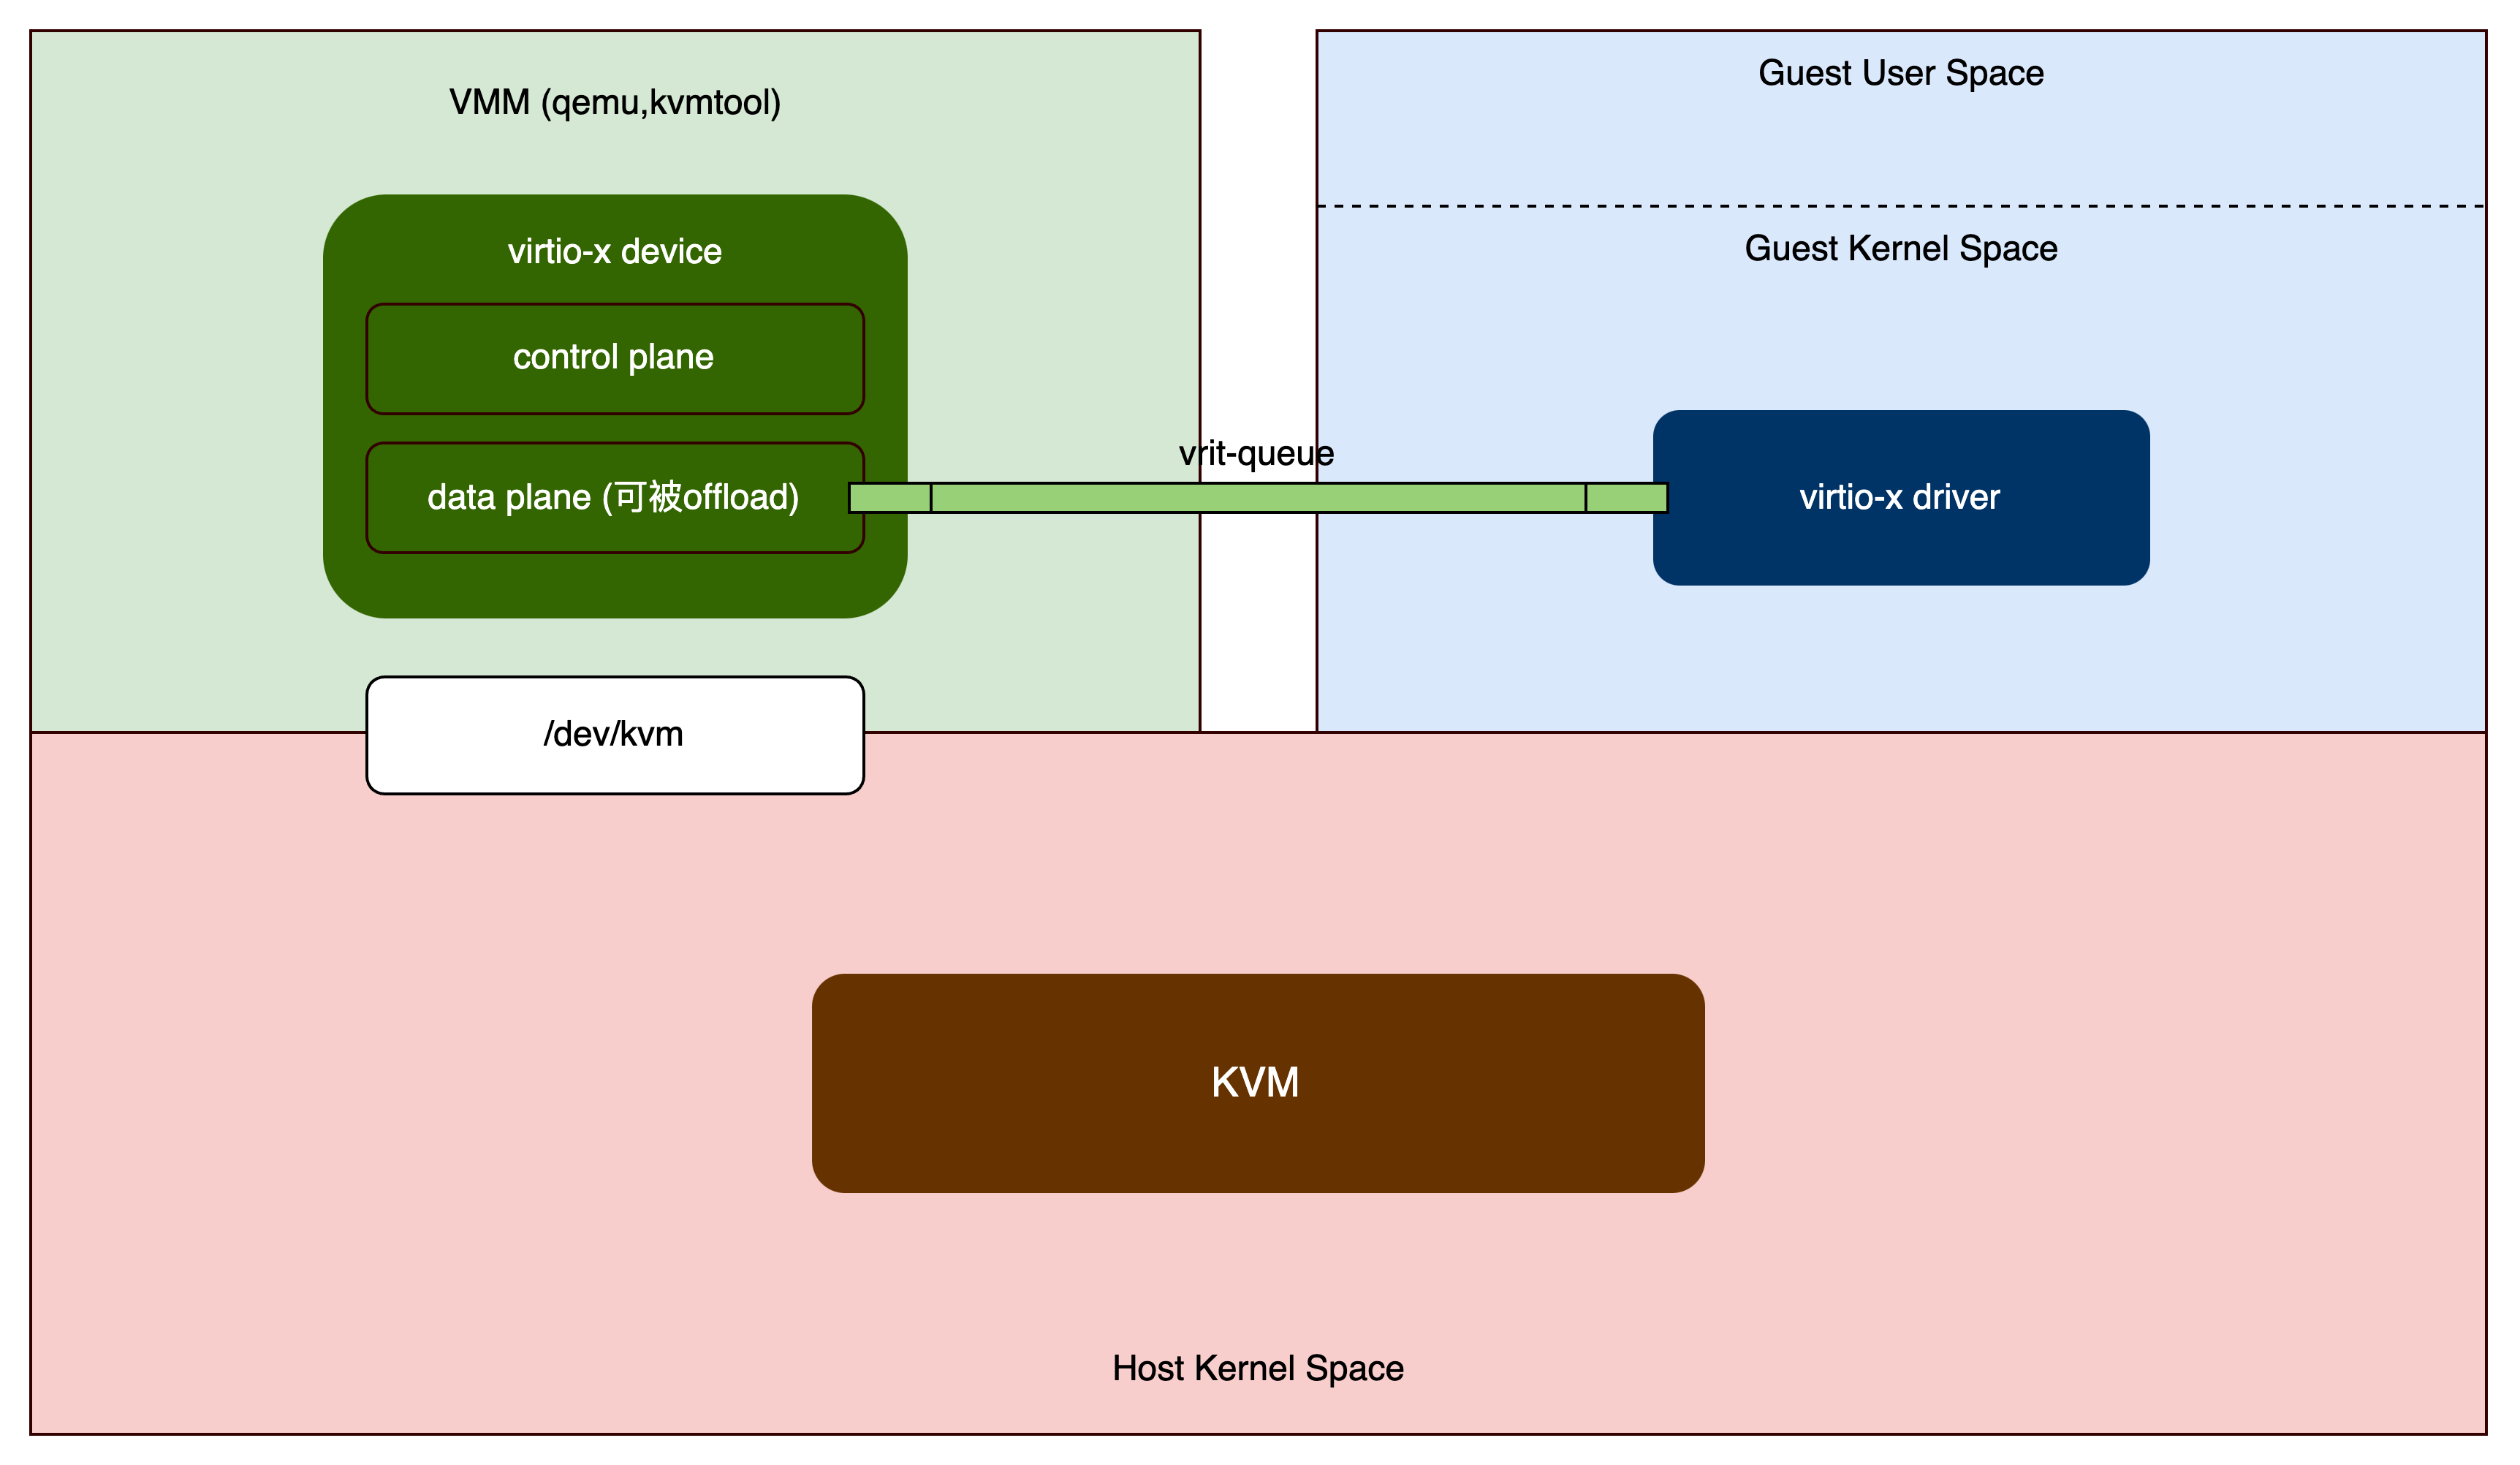 VMM (qemu,kvmtool)
virtio-x device
control plane
data plane (可被offload)
/dev/kvm
vrit-queue
Guest User Space
Guest Kernel Space
virtio-x driver
KVM
Host Kernel Space